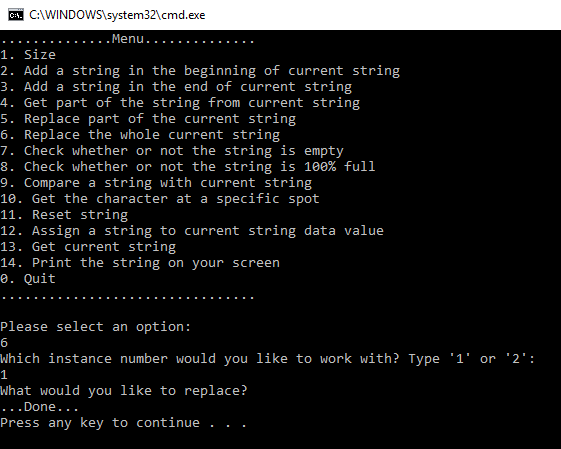 C:\WINDOWS\system32\cmd.exe
..............Menu..............
1. Size
2. Add a string in the beginning of current string
3. Add a string in the end of current string
4. Get part of the string from current string
5. Replace part of the current string
6. Replace the whole current string
7. Check whether or not the string is empty
8. Check whether or not the string is 100% full
9. Compare a string with current string
10. Get the character at a specific spot
11. Reset string
12. Assign a string to current string data value
13. Get current string
14. Print the string on your screen
0. Quit
................................
Please select an option:
6
Which instance number would you like to work with? Type '1' or '2':
1
What would you like to replace?
...Done...
Press any key to continue . . .